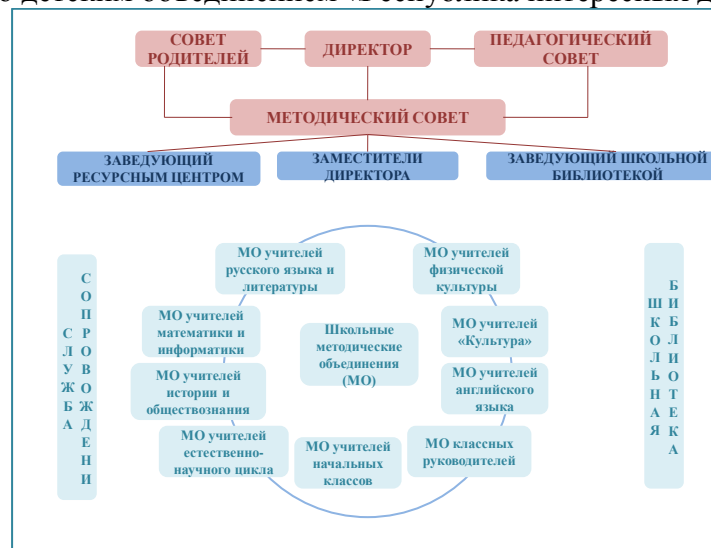 детским объединением
СОВЕТ
РОДИТЕЛЕЙ
ДИРЕКТОР
ПЕДАГОГИЧЕСКИЙ
СОВЕТ
МЕТОДИЧЕСКИЙ СОВЕТ
ЗАВЕДУЮЩИЙ
РЕСУРСНЫМ ЦЕНТРОМ
ЗАМЕСТИТЕЛИ
ДИРЕКТОРА
ЗАВЕДУЮЩИЙ ШКОЛЬНОЙ
БИБЛИОТЕКОЙ
СЛУЖБА
СОПРОВОЖДЕНИ
МО учителей
русского языка и
литературы
МО учителей
физической
культуры
МО учителей
математики и
информатики
Школьные
методические
объединения
(МО)
МО учителей
«Культура»
МО учителей
истории и
обществознания
МО учителей
английского
языка
МО учителей
естественно-
научного цикла
МО учителей
начальных
классов
МО классных
руководителей
ШКОЛЬНАЯ
БИБЛИОТЕКА